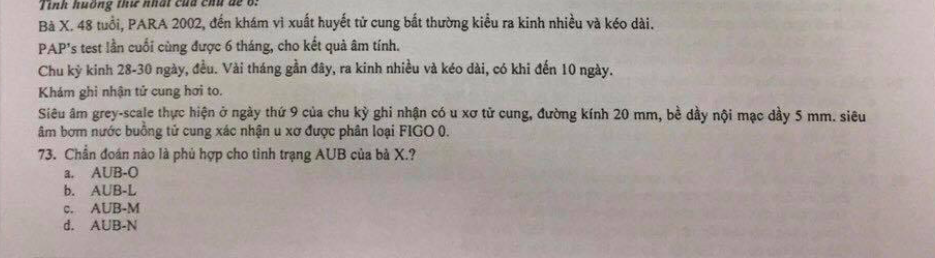 Tình huống thứ nhất của chủ đề 6:
Bà X. 48 tuổi, PARA 2002, đến khám vì xuất huyết tử cung bất thường kiểu ra kinh nhiều và kéo dài.
PAP's test lần cuối cùng được 6 tháng, cho kết quả âm tính.
Chu kỳ kinh 28-30 ngày, đều. Vài tháng gần đây, ra kinh nhiều và kéo dài, có khi đến 10 ngày.
Khám ghi nhận tử cung hơi to.
Siêu âm grey-scale thực hiện ở ngày thứ 9 của chu kỳ ghi nhận có u xơ tử cung, đường kính 20 mm, bề dầy nội mạc dầy 5 mm. siêu
âm bơm nước buồng tử cung xác nhận u xơ được phân loại FIGO 0.
73. Chẩn đoán nào là phù hợp cho tình trạng AUB của bà X.?
a. AUB-O
b. AUB-L
c. AUB-M
d. AUB-N